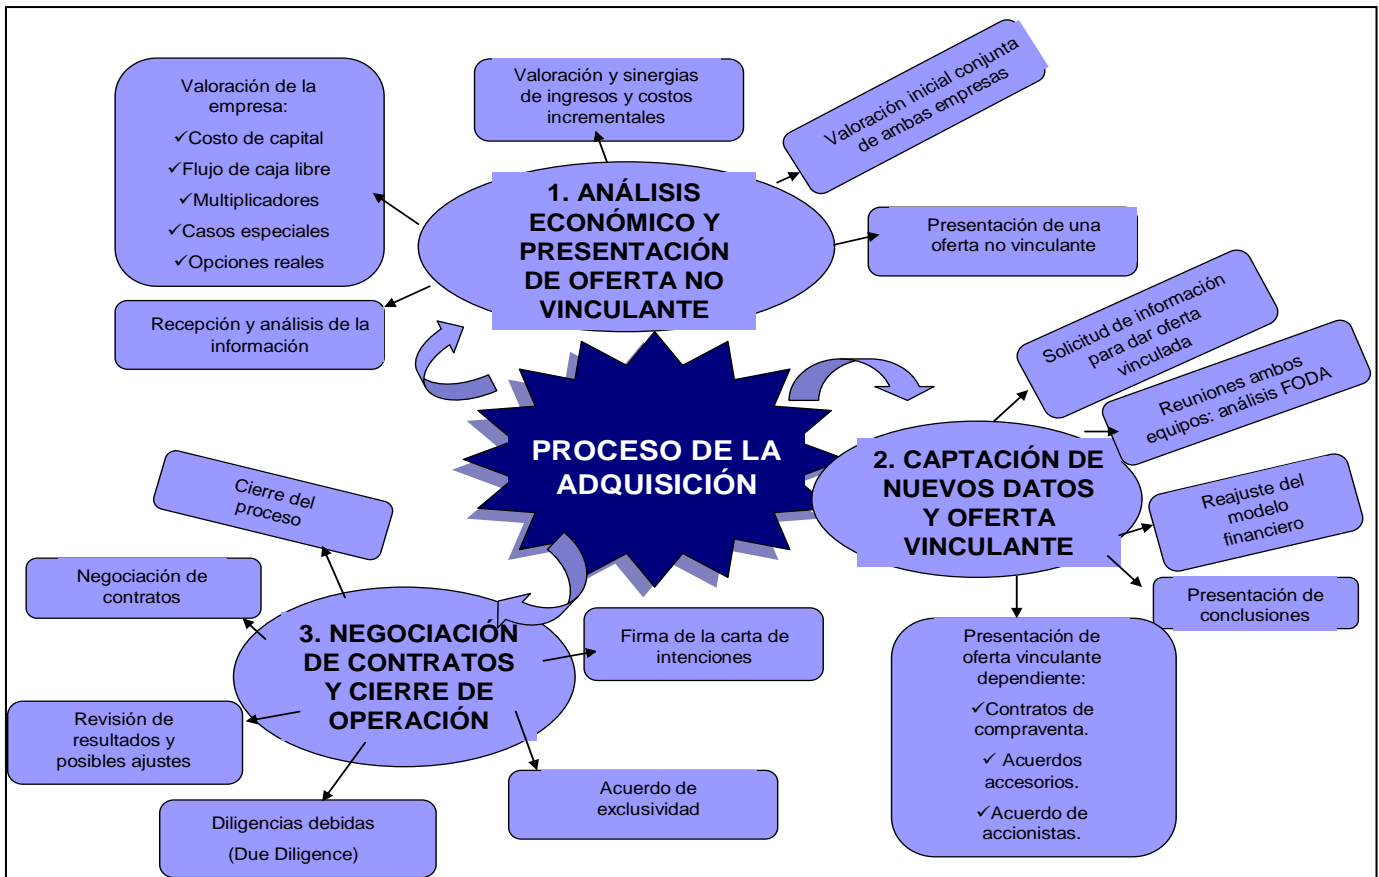 Valoración de la
empresa:
✓Costo de capital
✓Flujo de caja libre
✓Multiplicadores
✓Casos especiales
✓Opciones reales
Valoración y sinergias
de ingresos y costos
incrementales
Valoración inicial conjunta
de ambas empresas
1. ANÁLISIS
ECONÓMICO Y
PRESENTACIÓN
DE OFERTA NO
VINCULANTE
Presentación de una
oferta no vinculante
Recepción y análisis de la
información
PROCESO DE LA
ADQUISICIÓN
Solicitud de información
para dar oferta
vinculada
Reuniones ambos
equipos: análisis FODA
2. CAPTACIÓN DE
NUEVOS DATOS
Y OFERTA
VINCULANTE
Reajuste del
modelo
financiero
Presentación de
conclusiones
Presentación de
oferta vinculante
dependiente:
✓Contratos de
compraventa.
✓ Acuerdos
accesorios.
✓Acuerdo de
accionistas.
Cierre del
proceso
Negociación de
contratos
3. NEGOCIACIÓN
DE CONTRATOS
Y CIERRE DE
OPERACIÓN
Firma de la carta de
intenciones
Revisión de
resultados y
posibles ajustes
Diligencias debidas
(Due Diligence)
Acuerdo de
exclusividad